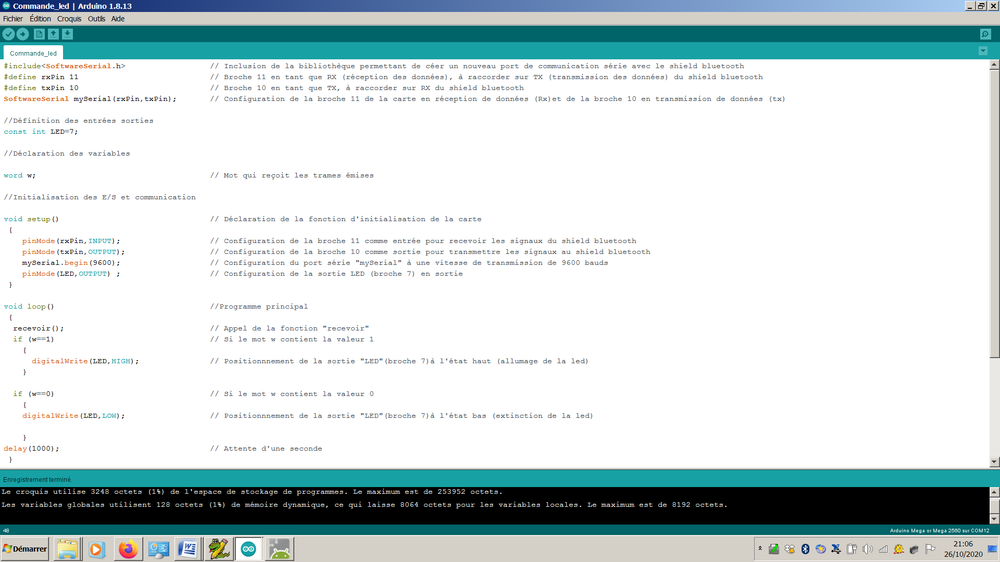 Commande_led | Arduino 1.8.13
Fichier Édition Croquis Outils Aide
Commande_led
#include<SoftwareSerial.h> // Inclusion de la bibliothèque permettant de céer un nouveau port de communication série avec le shield bluetooth
#define rxPin 11 // Broche 11 en tant que RX (réception des données), à raccorder sur TX (transmission des données) du shield bluetooth
#define txPin 10 // Broche 10 en tant que TX, à raccorder sur RX du shield bluetooth
SoftwareSerial mySerial(rxPin,txPin); // Configuration de la broche 11 de la carte en réception de données (Rx)et de la broche 10 en transmission de données (tx)
//Définition des entrées sorties
const int LED=7;
//Déclaration des variables
word w; // Mot qui reçoit les trames émises
//Initialisation des E/S et communication
void setup() // Déclaration de la fonction d'initialisation de la carte
{
pinMode(rxPin,INPUT); // Configuration de la broche 11 comme entrée pour recevoir les signaux du shield bluetooth
pinMode(txPin,OUTPUT); // Configuration de la broche 10 comme sortie pour transmettre les signaux au shield bluetooth
mySerial.begin(9600); // Configuration du port série "mySerial" à une vitesse de transmission de 9600 bauds
pinMode(LED,OUTPUT) ; // Configuration de la sortie LED (broche 7) en sortie
}
void loop() //Programme principal
{
recevoir(); // Appel de la fonction "recevoir"
if (w==1) // Si le mot w contient la valeur 1
{
digitalWrite(LED,HIGH); // Positionnnement de la sortie "LED"(broche 7)à l'état haut (allumage de la led)
}
if (w==0) // Si le mot w contient la valeur 0
{
digitalWrite(LED,LOW); // Positionnnement de la sortie "LED"(broche 7)à l'état bas (extinction de la led)
}
delay(1000); // Attente d'une seconde
}
Enregistrement terminé.
Le croquis utilise 3248 octets (1%) de l'espace de stockage de programmes. Le maximum est de 253952 octets.
Les variables globales utilisent 128 octets (1%) de mémoire dynamique, ce qui laisse 8064 octets pour les variables locales. Le maximum est de 8192 octets.
48 Arduino Mega or Mega 2560 sur COM12
Démarrer
21:06
26/10/2020